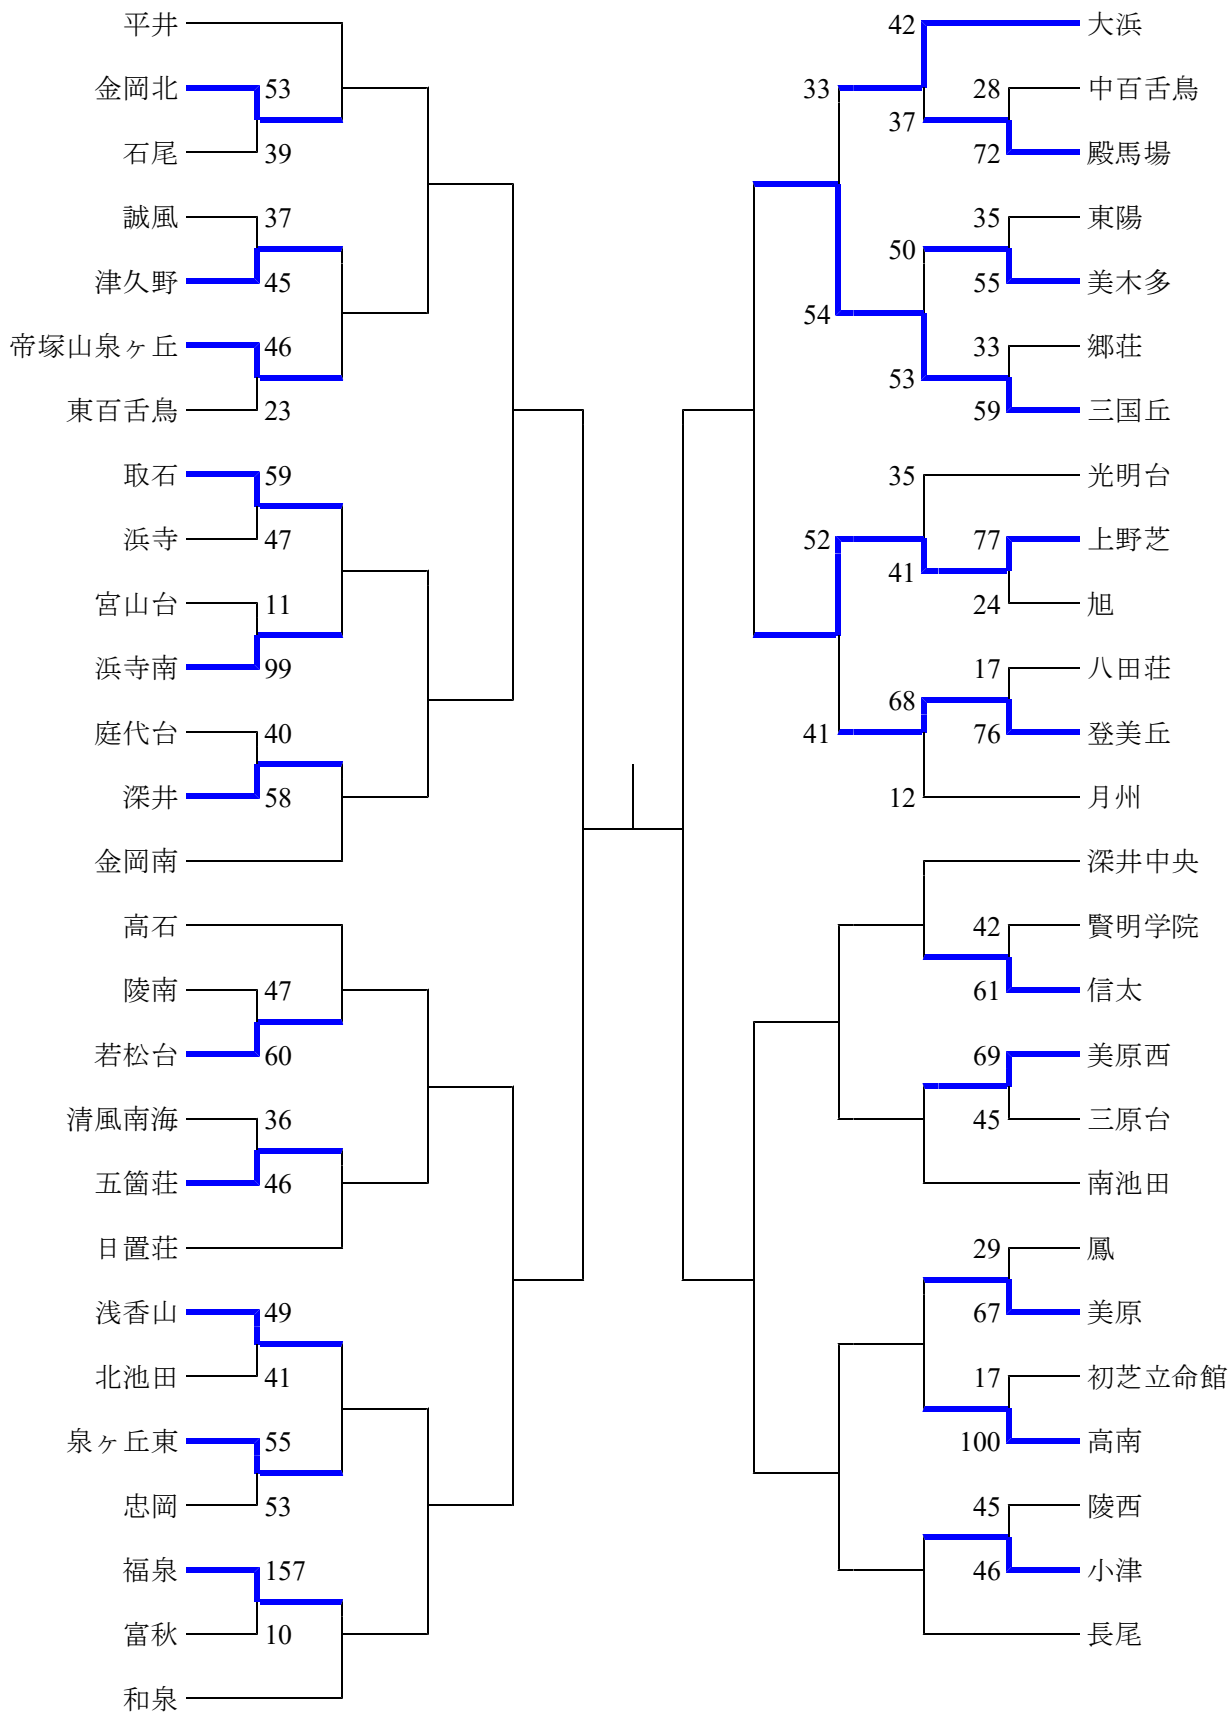 平井
金岡北 53
石尾 39
誠風 37
津久野 45
帝塚山泉ヶ丘 46
東百舌鳥 23
取石 59
浜寺 47
宮山台 11
浜寺南 99
庭代台 40
深井 58
金岡南
高石
陵南 47
若松台 60
清風南海 36
五箇荘 46
日置荘
浅香山 49
北池田 41
泉ヶ丘東 55
忠岡 53
福泉 157
富秋 10
和泉
42 大浜
33 28 中百舌鳥
37
72 殿馬場
35 東陽
50
55 美木多
54
33 郷荘
53
59 三国丘
35 光明台
52 77 上野芝
41
24 旭
17 八田荘
68
41 76 登美丘
12 月州
深井中央
42 賢明学院
61 信太
69 美原西
45 三原台
南池田
29 鳳
67 美原
17 初芝立命館
100 高南
45 陵西
46 小津
長尾